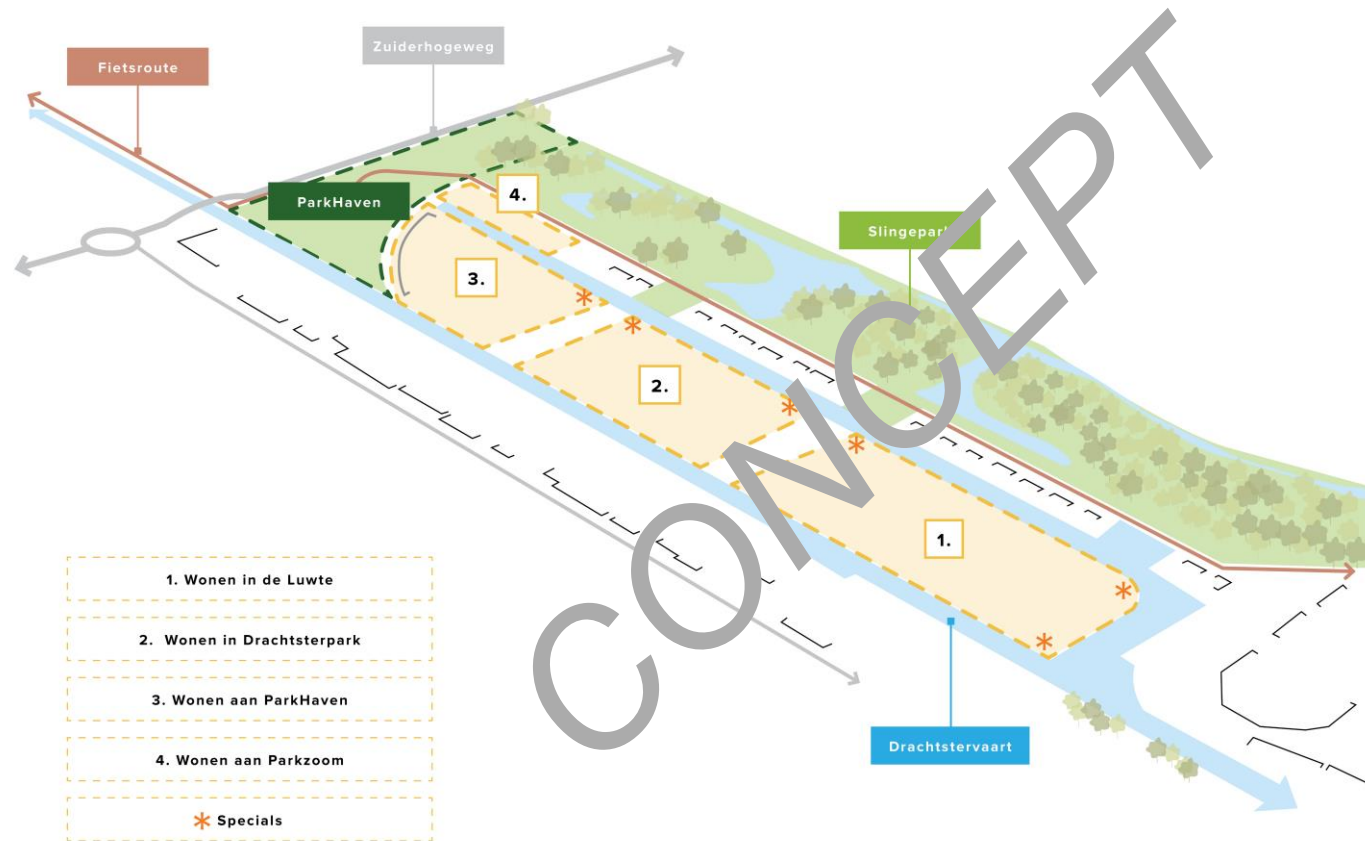 Zuiderhogeweg
Fietsroute
ParkHaven
4.
Slingepark
3.
2.
1.
CONCEPT
Drachtstervaart
1. Wonen in de Luwte
2. Wonen in Drachtsterpark
3. Wonen aan ParkHaven
4. Wonen aan Parkzoom
Specials